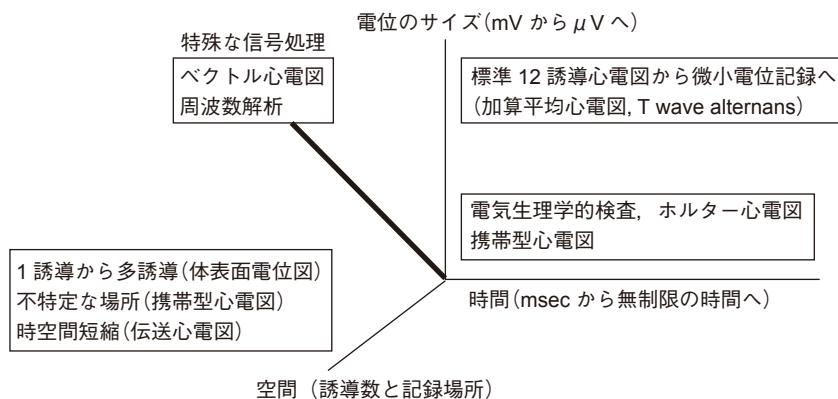 電位のサイズ(mV からμV へ)
特殊な信号処理
ベクトル心電図
周波数解析
標準 12 誘導心電図から微小電位記録へ
(加算平均心電図, T wave alternans)
電気生理学的検査, ホルター心電図
携帯型心電図
1 誘導から多誘導(体表面電位図)
不特定な場所(携帯型心電図)
時空間短縮(伝送心電図)
時間(msec から無制限の時間へ)
空間(誘導数と記録場所)